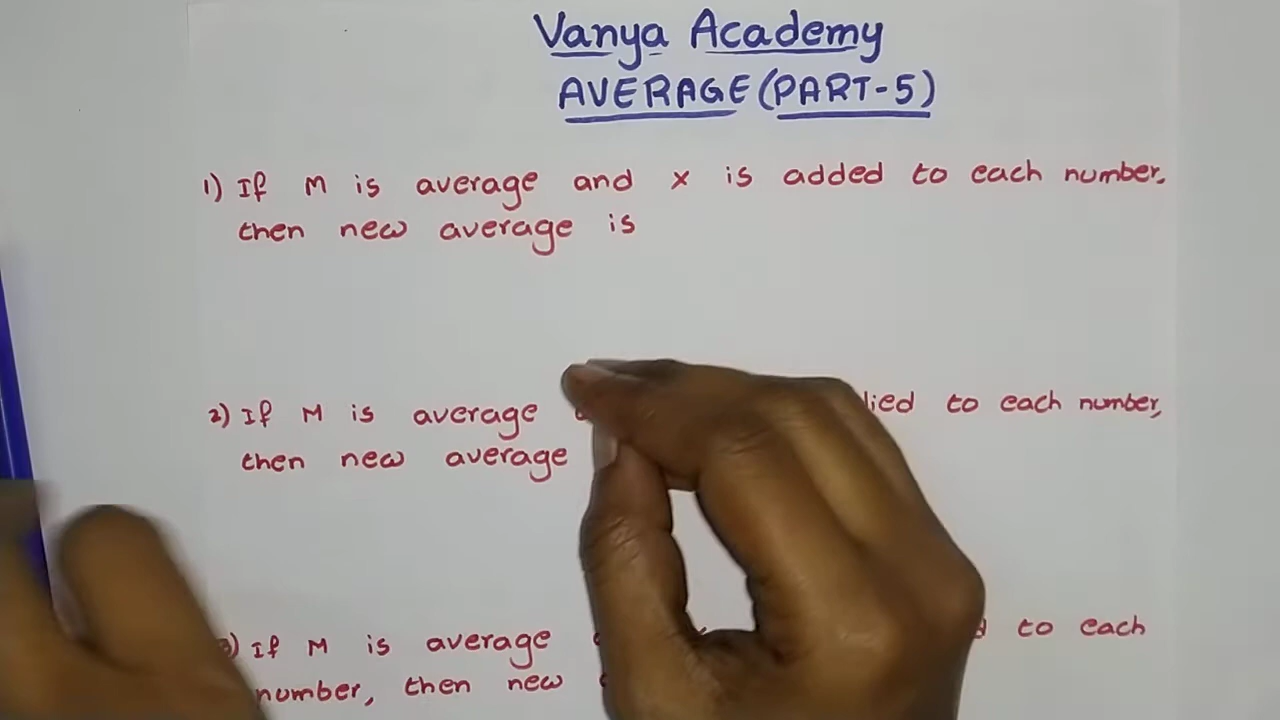 Vanya Academy
AVERAGE (PART-5)
1) If M is average and x is added to each number,
then new average is
2) If M is average to each number,
then new average
If M is average to each
number, then new